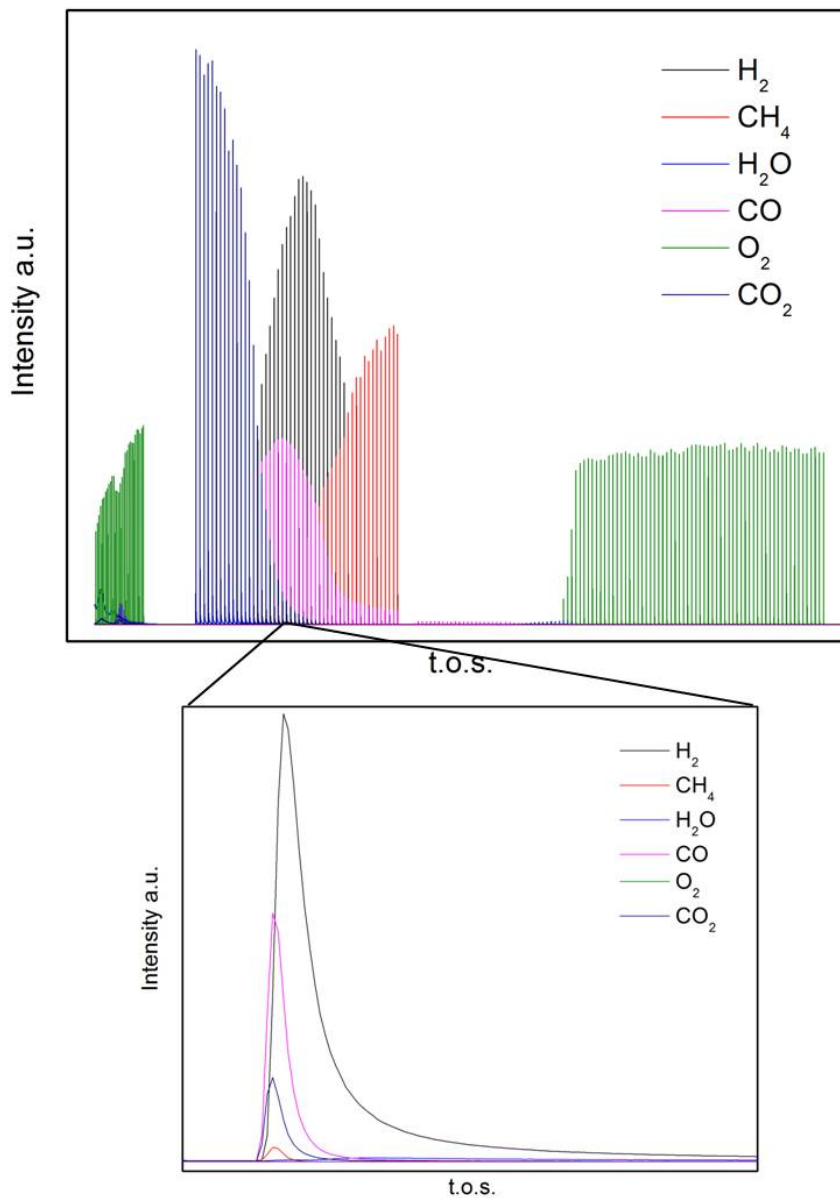 H₂
CH₄
H₂O
CO
O₂
CO₂
Intensity a.u.
t.o.s.
H₂
CH₄
H₂O
CO
O₂
CO₂
Intensity a.u.
t.o.s.